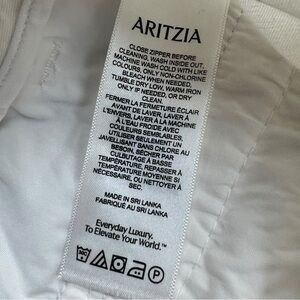 ARITZIA
CLOSE ZIPPER BEFORE
CLEANING, WASH INSIDE OUT,
MACHINE WASH COLD WITH LIKE
COLOURS, ONLY NON-CHLORINE
BLEACH WHEN NEEDED,
TUMBLE DRY LOW, WARM IRON
ONLY IF NEEDED, OR DRY
CLEAN.
FERMER LA FERMETURE ÉCLAIR
AVANT DE LAVER, LAVER À
L'ENVERS, LAVER À LA MACHINE
À L'EAU FROIDE AVEC
COULEURS SEMBLABLES,
UTILISER UN AGENT DE
JAVELLISANT SANS CHLORE AU
BESOIN, SÉCHER PAR
CULBUTAGE À BASSE
TEMPÉRATURE, REPASSER À
TEMPÉRATURE MOYENNE SI
NÉCESSAIRE, OU NETTOYER À
SEC.
MADE IN SRI LANKA
FABRIQUÉ AU SRI LANKA
Everyday Luxury.
To Elevate Your World.™
P